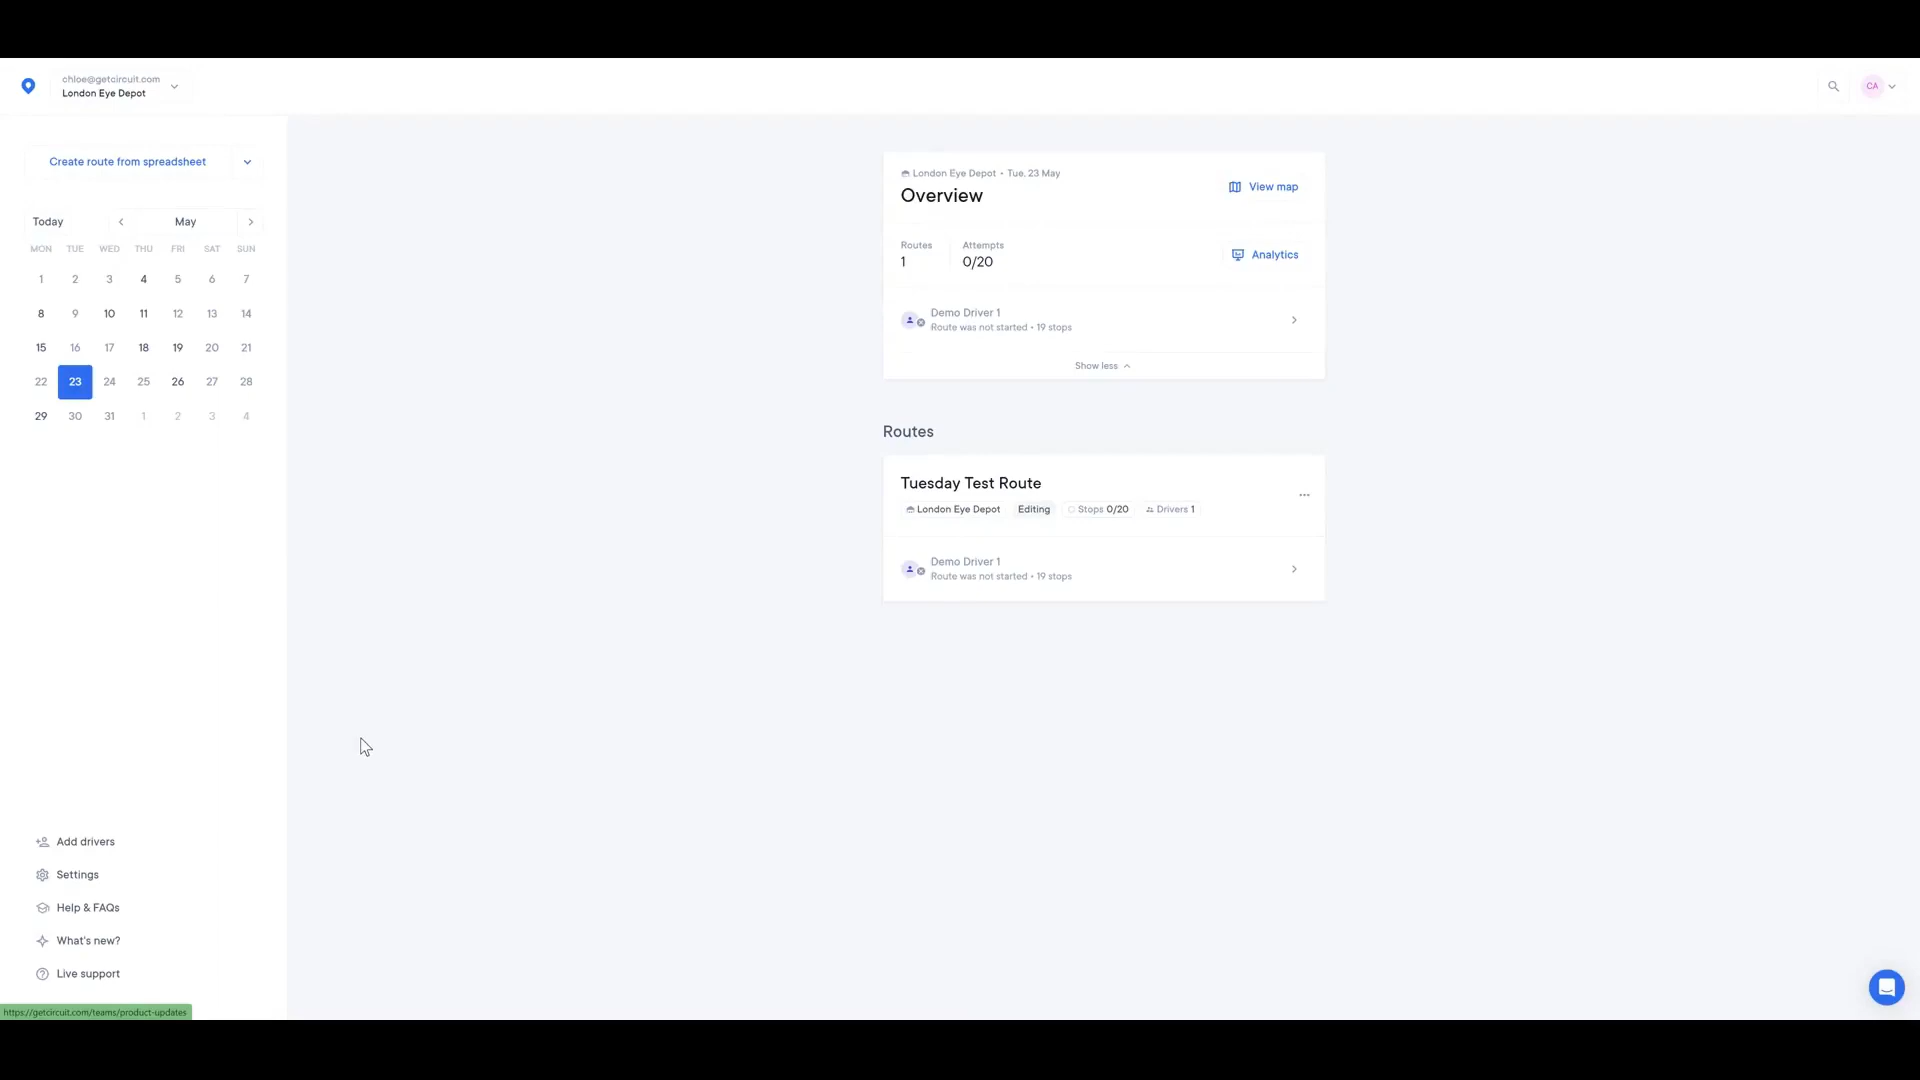 chloe@getcircuit.com
London Eye Depot
CA
Create route from spreadsheet
Today
May
MON TUE WED THU FRI SAT SUN
1 2 3 4 5 6 7
8 9 10 11 12 13 14
15 16 17 18 19 20 21
22 23 24 25 26 27 28
29 30 31 1 2 3 4
Add drivers
Settings
Help & FAQs
What's new?
Live support
https://getcircuit.com/teams/product-updates
London Eye Depot • Tue, 23 May
Overview
View map
Routes Attempts
1 0/20
Analytics
Demo Driver 1
Route was not started • 19 stops
Show less
Routes
Tuesday Test Route
London Eye Depot Editing Stops 0/20 Drivers 1
Demo Driver 1
Route was not started • 19 stops